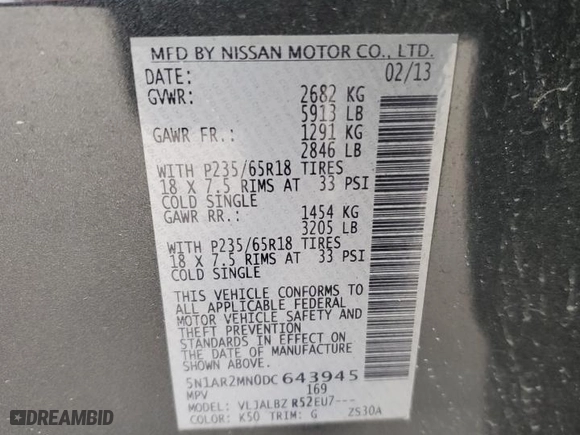 MFD BY NISSAN MOTOR CO., LTD.
DATE: 02/13
GVWR: 2682 KG
5913 LB
GAWR FR.: 1291 KG
2846 LB
WITH P235/65R18 TIRES
18 X 7.5 RIMS AT 33 PSI
COLD SINGLE
GAWR RR.: 1454 KG
3205 LB
WITH P235/65R18 TIRES
18 X 7.5 RIMS AT 33 PSI
COLD SINGLE
THIS VEHICLE CONFORMS TO
ALL APPLICABLE FEDERAL
MOTOR VEHICLE SAFETY AND
THEFT PREVENTION
STANDARDS IN EFFECT ON
THE DATE OF MANUFACTURE
SHOWN ABOVE.
5N1AR2MN0DC643945
MPV 169
MODEL: VLJALBZ R52EU7---
COLOR: K50 TRIM: G ZS30A
DEALERHISTORY.com